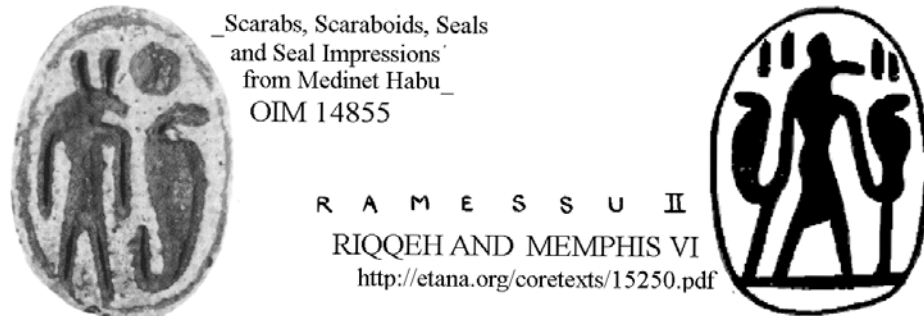 _Scarabs, Scaraboids, Seals
and Seal Impressions
from Medinet Habu_
OIM 14855
RAMESSU II
RIQQEH AND MEMPHIS VI
http://etana.org/coretexts/15250.pdf